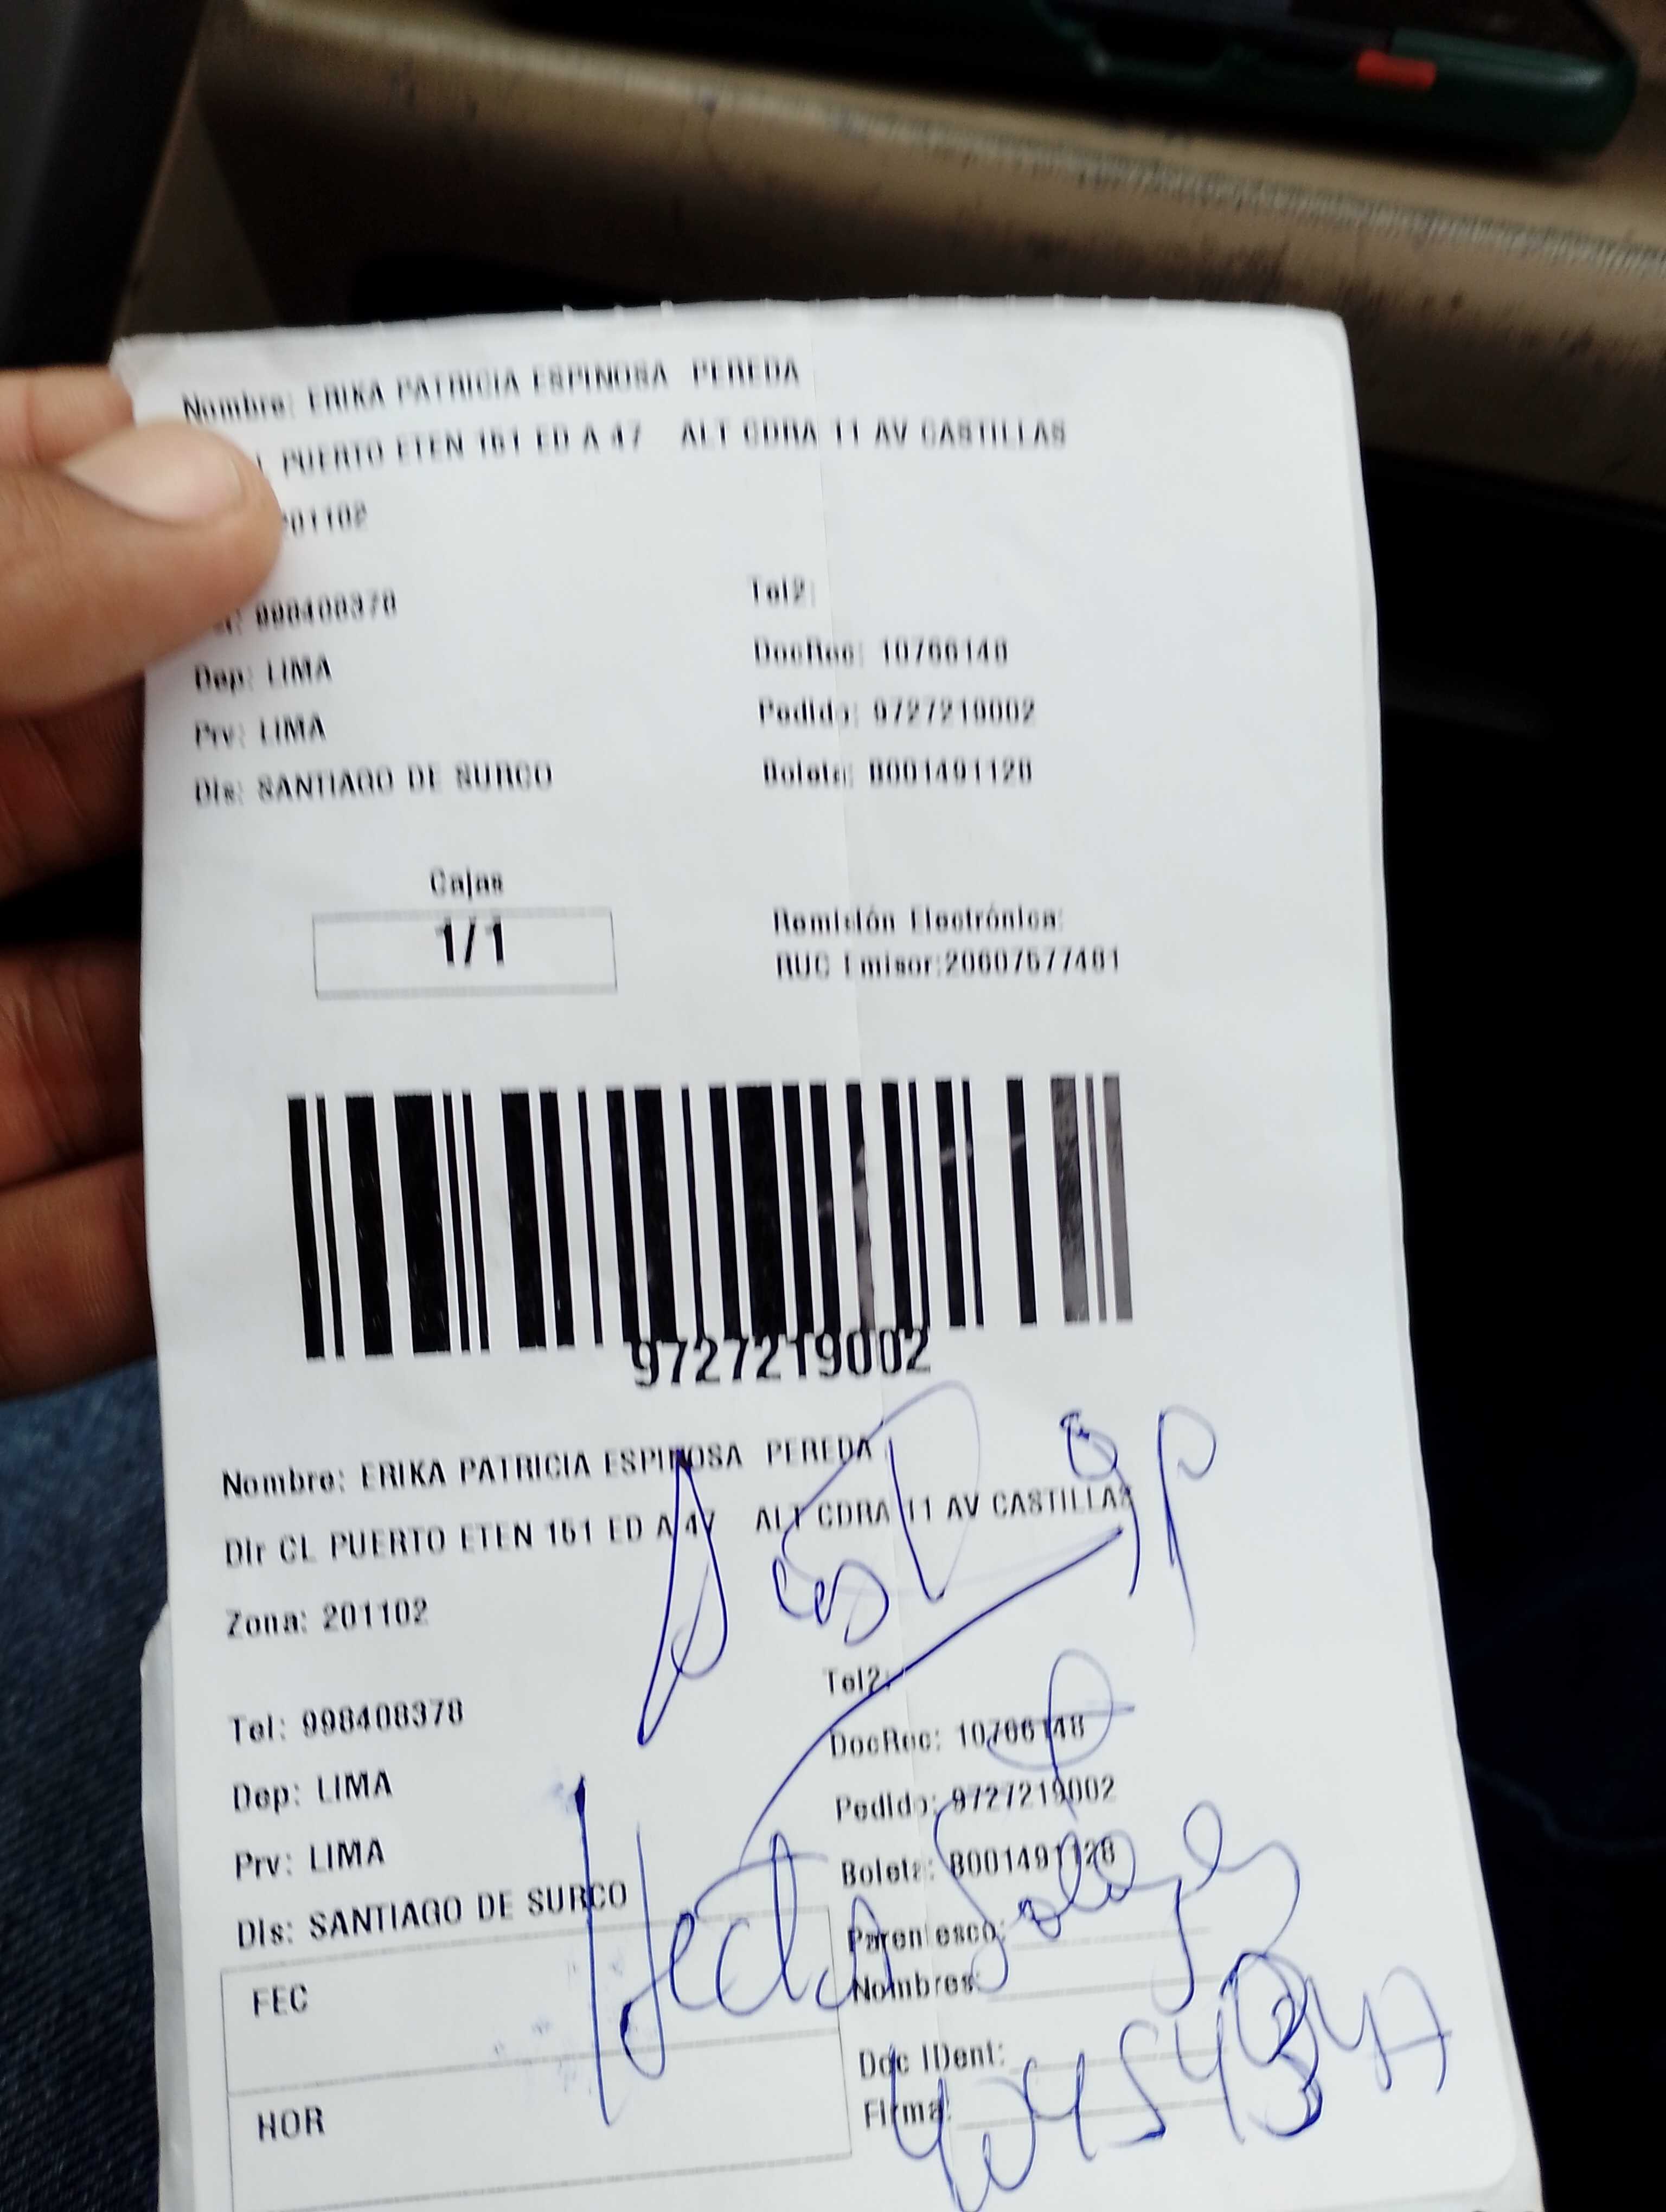 Nombre: ERIKA PATRICIA ESPINOSA PEREDA
PUERTO ETEN 161 ED A 47 ALT CDRA 11 AV CASTILLAS
201102
998408378 Tel2:
Dep: LIMA DocRec: 10766148
Prv: LIMA Pedido: 9727219002
Dis: SANTIAGO DE SURCO Boleta: B001491128
Cajas
1/1
Remisión Electrónica:
RUC Emisor:20607577481
9727219002
Nombre: ERIKA PATRICIA ESPINOSA PEREDA
Dir CL PUERTO ETEN 161 ED A 47 ALT CDRA 11 AV CASTILLAS
Zona: 201102
Tel: 998408378 Tel2:
Dep: LIMA DocRec: 10766148
Prv: LIMA Pedido: 9727219002
Dis: SANTIAGO DE SURCO Boleta: B001491128
Parentesco:
FEC Nombres:
Hector
Doc IDent:
HOR Firma: